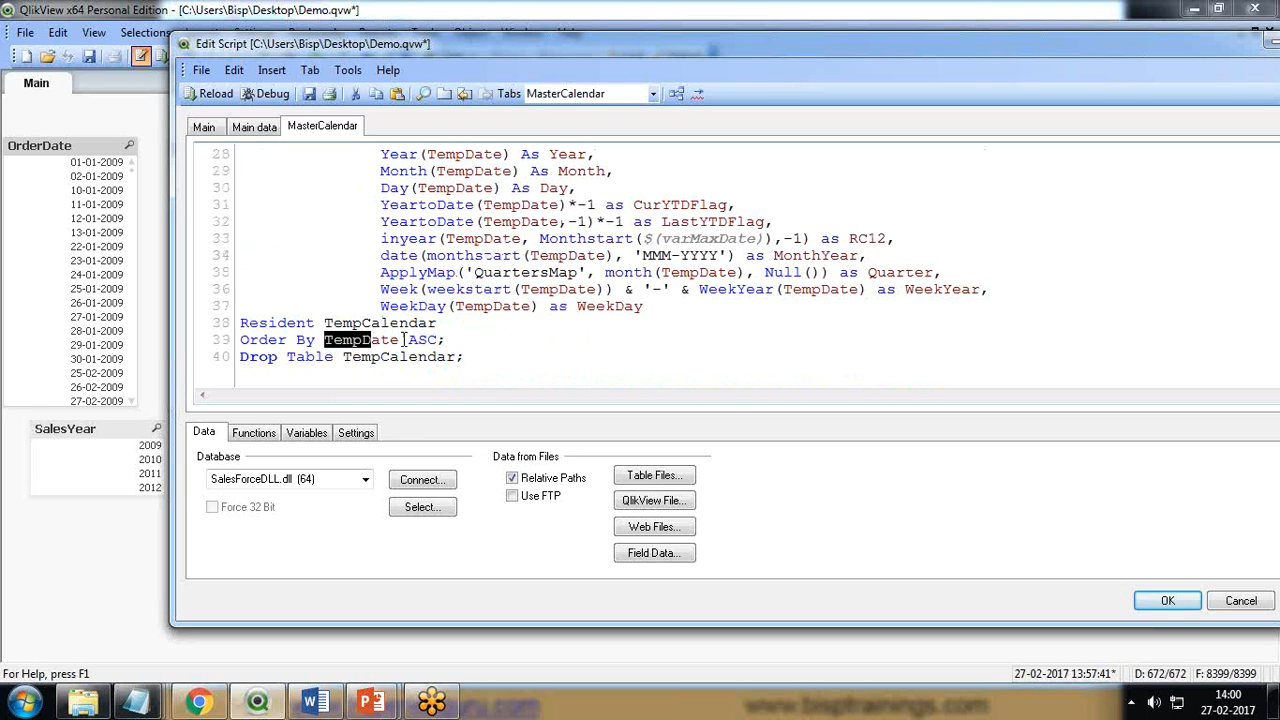 QlikView x64 Personal Edition - [C:\Users\Bisp\Desktop\Demo.qvw*]
File Edit View Selections
Edit Script [C:\Users\Bisp\Desktop\Demo.qvw*]
File Edit Insert Tab Tools Help
Reload Debug Tabs MasterCalendar
Main
Main Main data MasterCalendar
OrderDate
01-01-2009
02-01-2009
10-01-2009
11-01-2009
12-01-2009
13-01-2009
22-01-2009
23-01-2009
25-01-2009
26-01-2009
27-01-2009
28-01-2009
29-01-2009
30-01-2009
01-02-2009
25-02-2009
26-02-2009
27-02-2009
SalesYear
2009
2010
2011
2012
28 Year(TempDate) As Year,
29 Month(TempDate) As Month,
30 Day(TempDate) As Day,
31 YeartoDate(TempDate)*-1 as CurYTDFlag,
32 YeartoDate(TempDate,-1)*-1 as LastYTDFlag,
33 inyear(TempDate, Monthstart($(varMaxDate)),-1) as RC12,
34 date(monthstart(TempDate), 'MMM-YYYY') as MonthYear,
35 ApplyMap('QuartersMap', month(TempDate), Null()) as Quarter,
36 Week(weekstart(TempDate)) & '-' & WeekYear(TempDate) as WeekYear,
37 WeekDay(TempDate) as WeekDay
38 Resident TempCalendar
39 Order By TempDate ASC;
40 Drop Table TempCalendar;
Data Functions Variables Settings
Database
SalesForceDLL.dll (64)
Connect...
Force 32 Bit
Select...
Data from Files
Relative Paths
Use FTP
Table Files...
QlikView File...
Web Files...
Field Data...
OK Cancel
For Help, press F1
27-02-2017 13:57:41* D: 672/672 F: 8399/8399
www.bisptrainings.com
14:00
27-02-2017